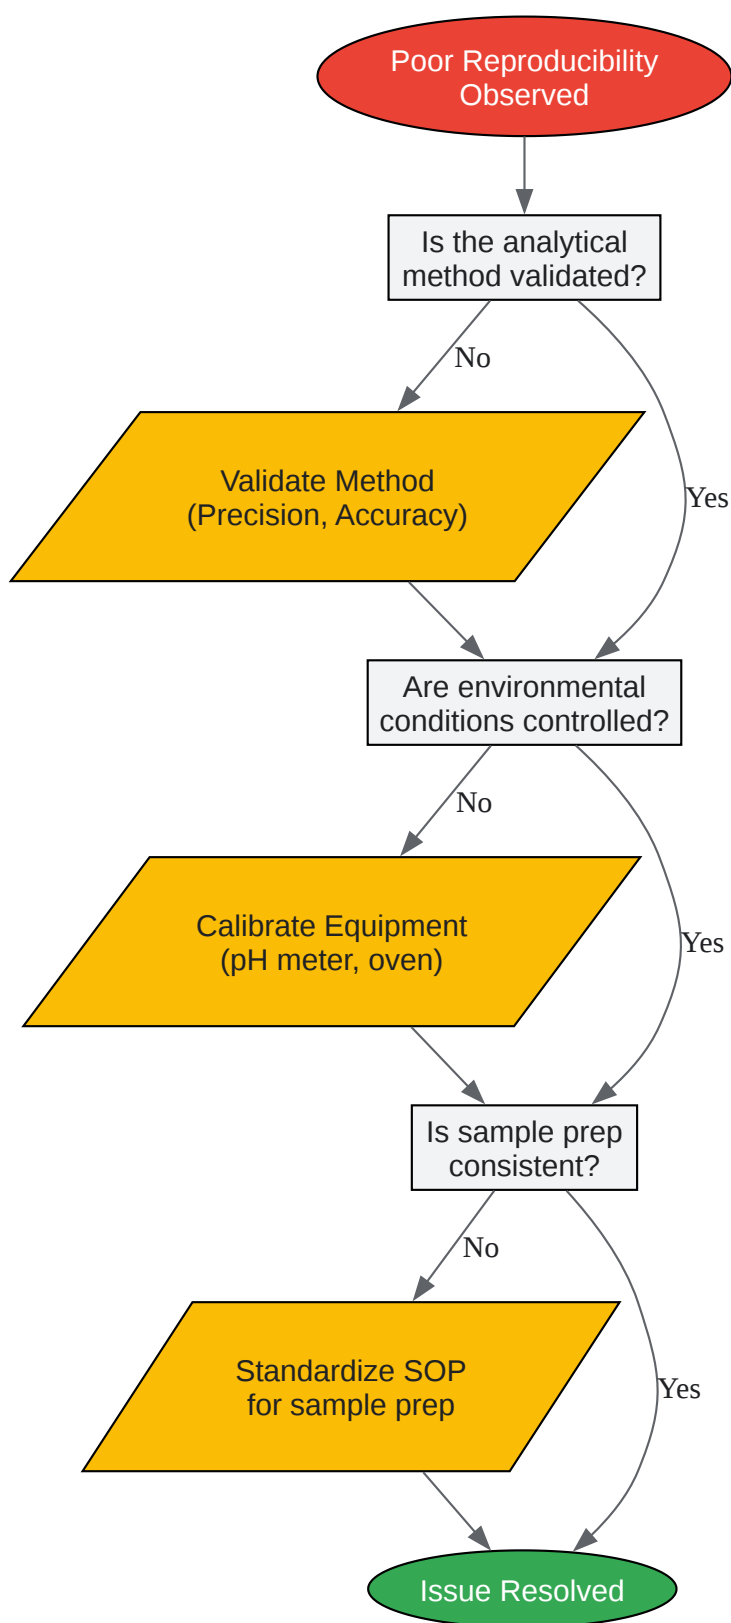 Poor Reproducibility
Observed
Is the analytical
method validated?
No
Validate Method
(Precision, Accuracy)
Yes
Are environmental
conditions controlled?
No
Calibrate Equipment
(pH meter, oven)
Yes
Is sample prep
consistent?
No
Standardize SOP
for sample prep
Yes
Issue Resolved